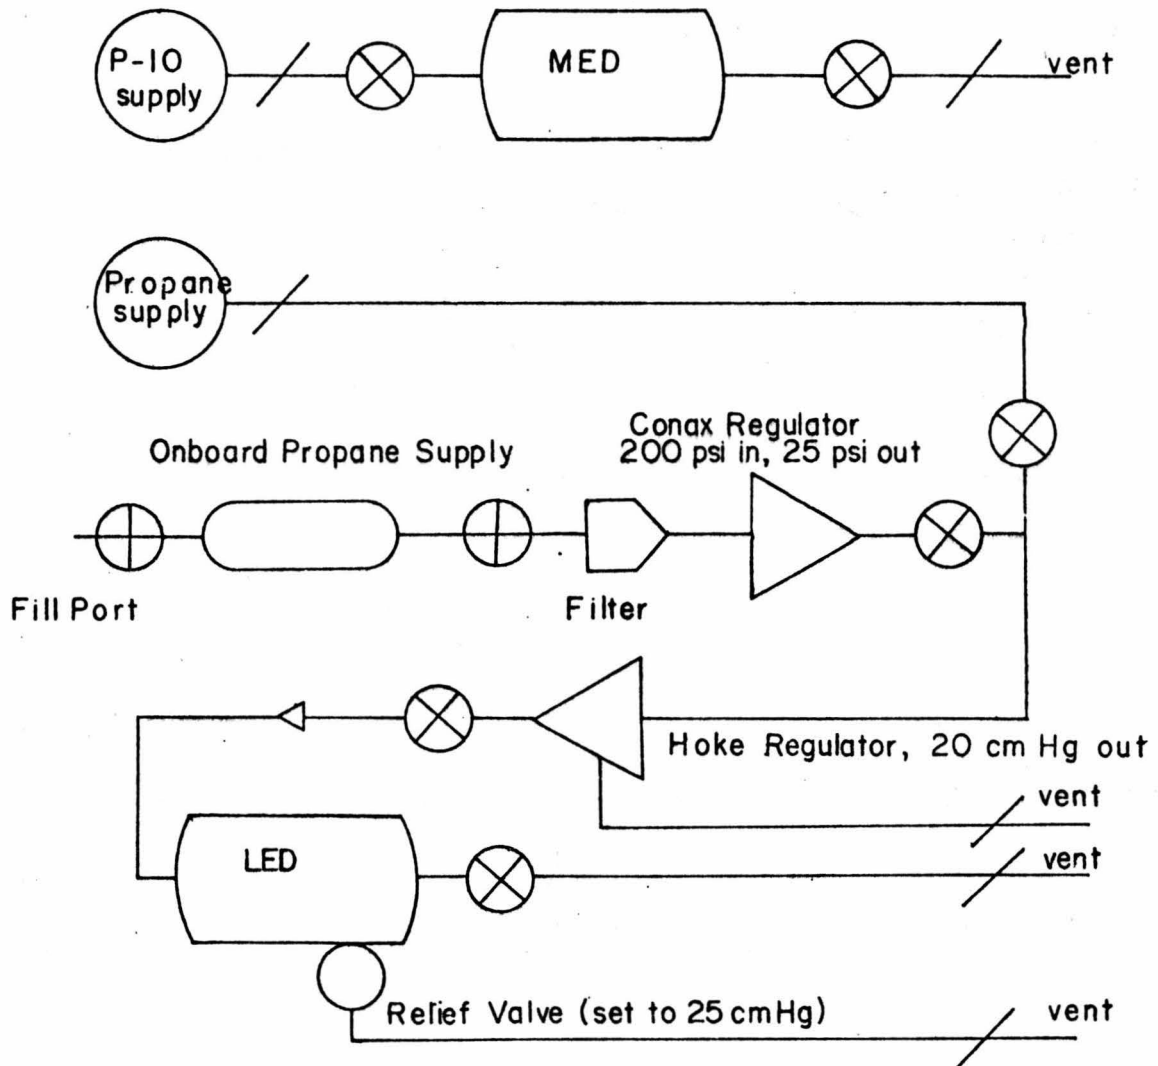 P-10
supply
MED
vent
Propane
supply
Conax Regulator
200 psi in, 25 psi out
Onboard Propane Supply
Fill Port
Filter
Hoke Regulator, 20 cm Hg out
vent
LED
vent
Relief Valve (set to 25 cmHg)
vent